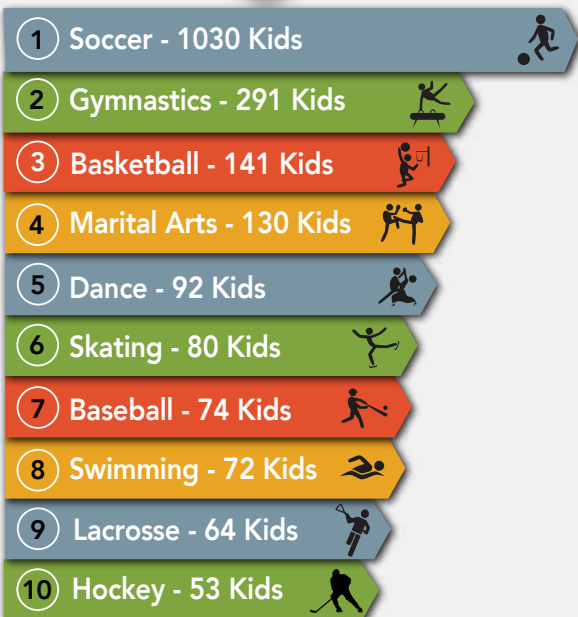 1 Soccer - 1030 Kids
2 Gymnastics - 291 Kids
3 Basketball - 141 Kids
4 Marital Arts - 130 Kids
5 Dance - 92 Kids
6 Skating - 80 Kids
7 Baseball - 74 Kids
8 Swimming - 72 Kids
9 Lacrosse - 64 Kids
10 Hockey - 53 Kids